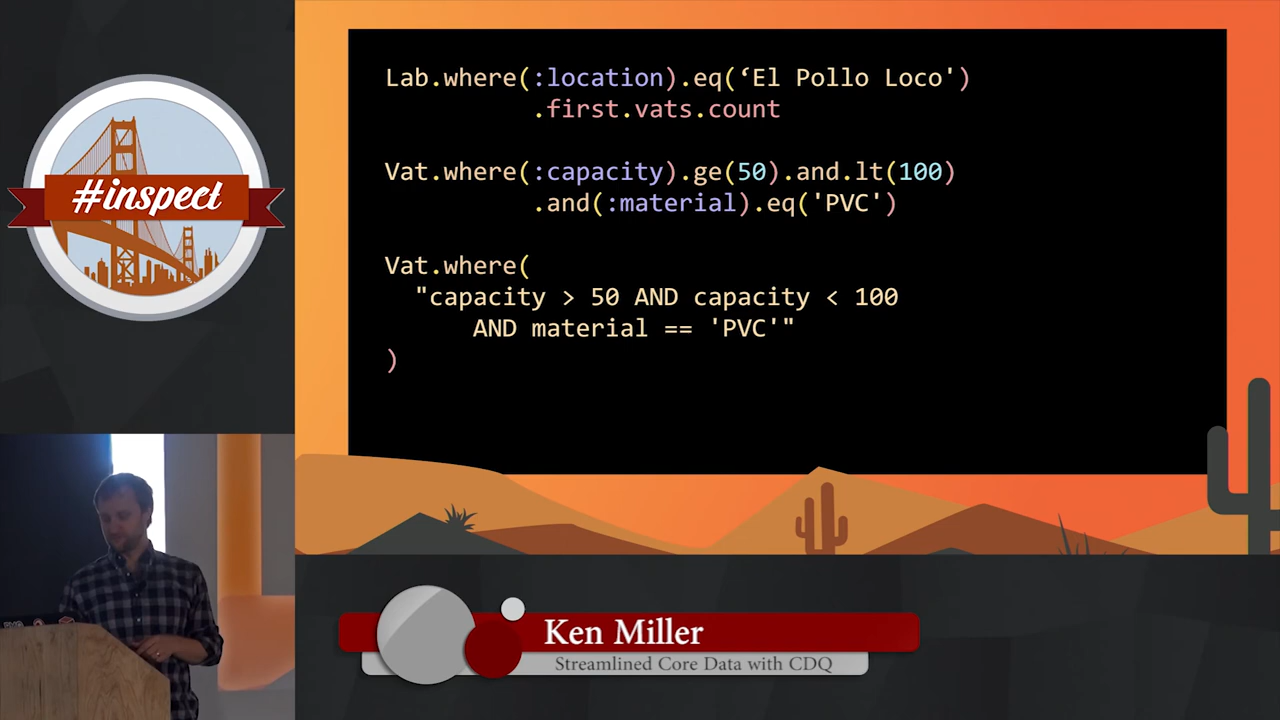 #inspect
Lab.where(:location).eq(‘El Pollo Loco')
.first.vats.count
Vat.where(:capacity).ge(50).and.lt(100)
.and(:material).eq('PVC')
Vat.where(
"capacity > 50 AND capacity < 100
AND material == 'PVC'"
)
Ken Miller
Streamlined Core Data with CDQ